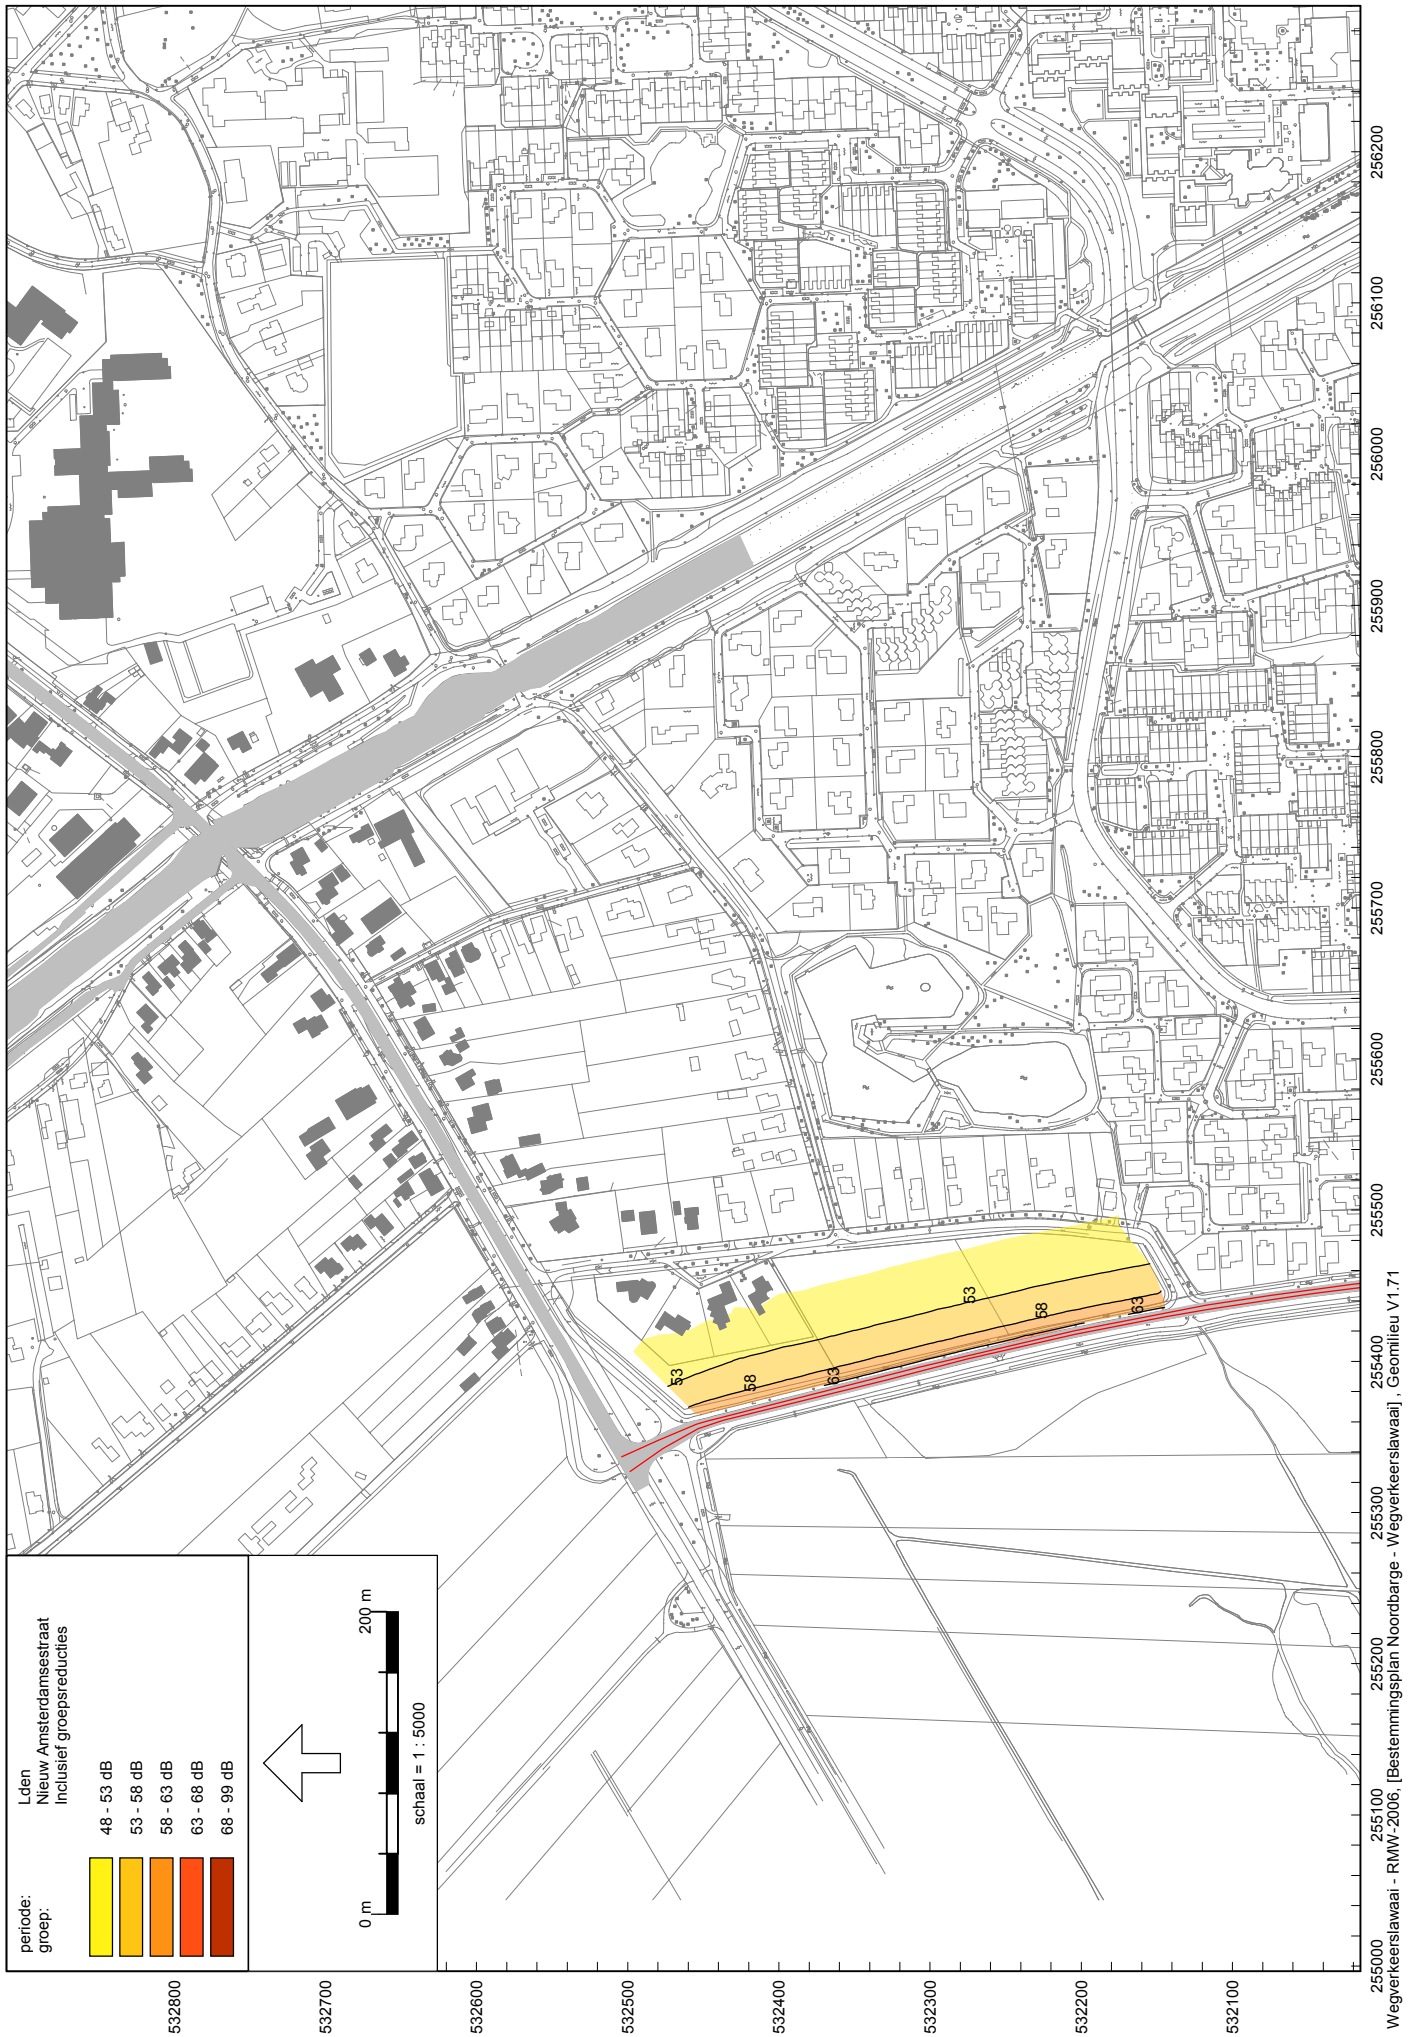 periode:
Lden
groep:
Nieuw Amsterdamsestraat
Inclusief groepsreducties
48 - 53 dB
53 - 58 dB
58 - 63 dB
63 - 68 dB
68 - 99 dB
0 m
200 m
schaal = 1 : 5000
532800
532700
532600
532500
532400
532300
532200
532100
53
58
63
53
58
63
255000
255100
255200
255300
255400
255500
255600
255700
255800
255900
256000
256100
256200
Wegverkeerslawaai - RMW-2006, [Bestemmingsplan Noordbarge - Wegverkeerslawaai] , Geomilieu V1.71